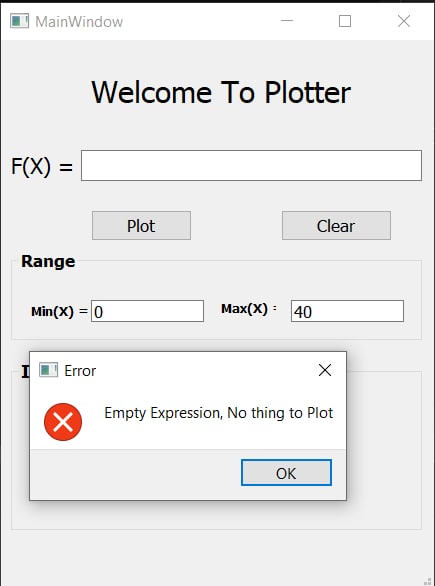 MainWindow
Welcome To Plotter
F(X) =
Plot Clear
Range
Min(X) = 0 Max(X) = 40
Error
Empty Expression, No thing to Plot
OK